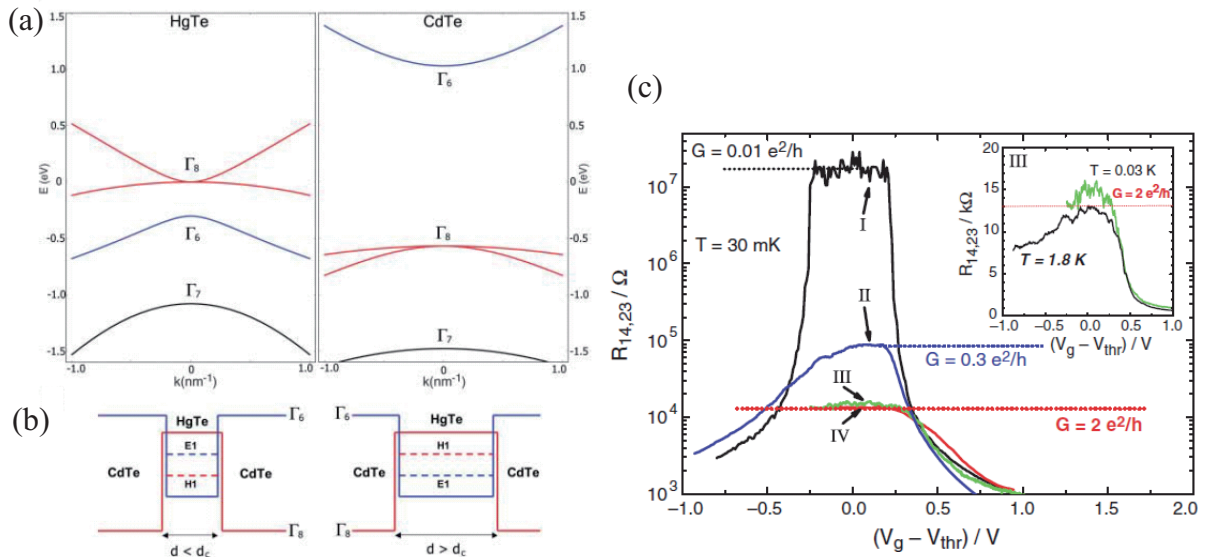 (a)
HgTe
CdTe
1.5
1.0
0.5
0
-0.5
-1.0
-1.5
E (eV)
Γ8
Γ6
Γ7
-1.0
0.0
1.0
k(nm⁻¹)
Γ6
Γ8
Γ7
-1.0
0.0
1.0
k(nm⁻¹)
1.5
1.0
0.5
0.0
-0.5
-1.0
-1.5
E (eV)
(b)
HgTe
Γ6
E1
CdTe
CdTe
H1
Γ8
d < dc
Γ6
HgTe
H1
CdTe
CdTe
E1
Γ8
d > dc
(c)
G = 0.01 e²/h
10⁷
I
T = 30 mK
10⁶
R14,23 / Ω
II
10⁵
G = 0.3 e²/h
III
10⁴
IV
G = 2 e²/h
10³
−1.0
−0.5
0.0
0.5
1.0
1.5
2.0
(Vg − Vthr) / V
III
20
15
10
5
0
R14,23 / kΩ
T = 0.03 K
G = 2 e²/h
T = 1.8 K
−1.0
−0.5
0.0
0.5
1.0
(Vg − Vthr) / V